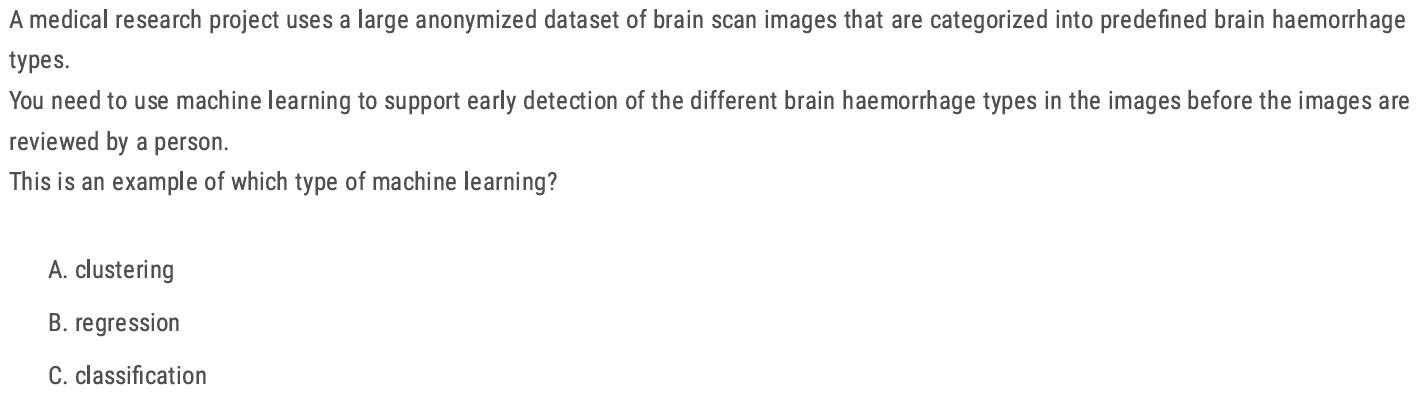 A medical research project uses a large anonymized dataset of brain scan images that are categorized into predefined brain haemorrhage
types.
You need to use machine learning to support early detection of the different brain haemorrhage types in the images before the images are
reviewed by a person.
This is an example of which type of machine learning?
A. clustering
B. regression
C. classification